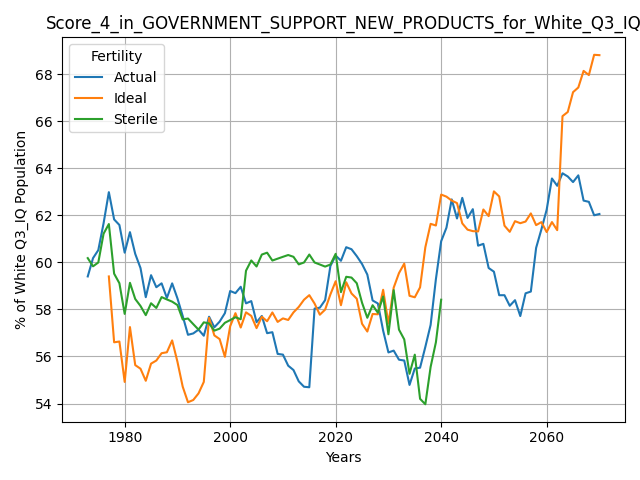 Score_4_in_GOVERNMENT_SUPPORT_NEW_PRODUCTS_for_White_Q3_IQ
Fertility
Actual
Ideal
Sterile
% of White Q3_IQ Population
68
66
64
62
60
58
56
54
1980
2000
2020
2040
2060
Years